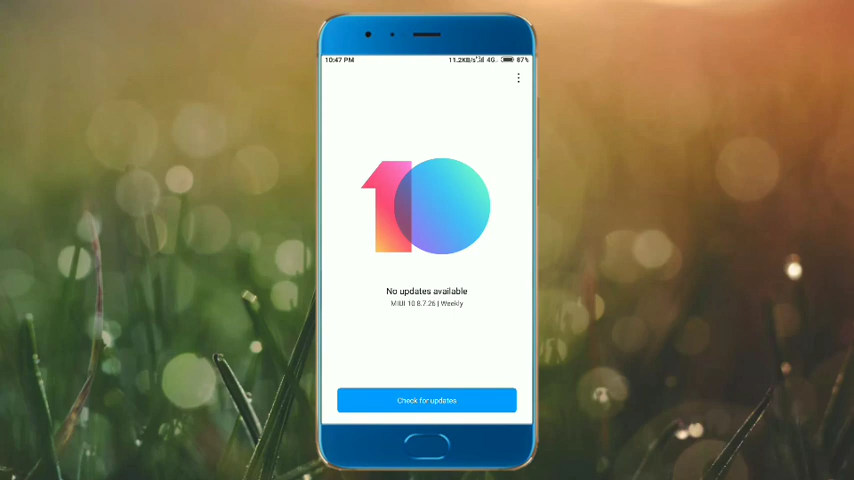 10:47 PM 11.2KB/s 4G 87%
10
No updates available
MIUI 10 8.7.26 | Weekly
Check for updates